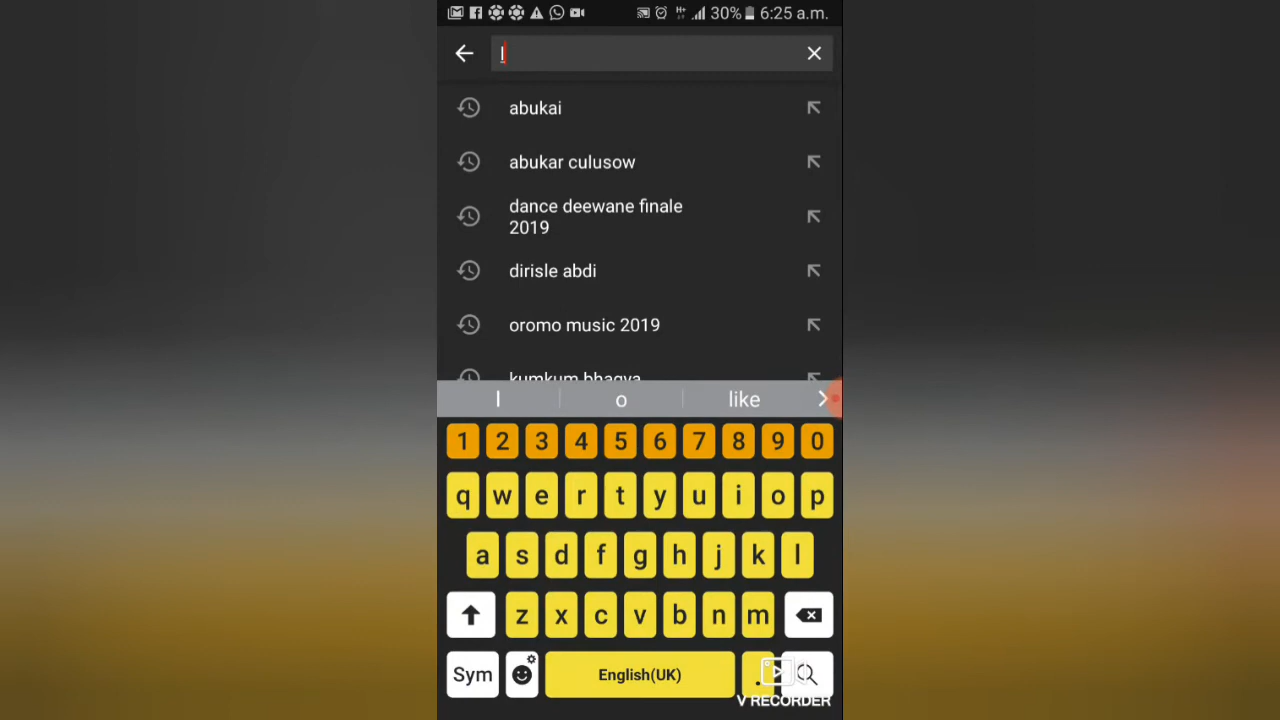 30% 6:25 a.m.
l
abukai
abukar culusow
dance deewane finale
2019
dirisle abdi
oromo music 2019
kumkum bhagya
l o like
1 2 3 4 5 6 7 8 9 0
q w e r t y u i o p
a s d f g h j k l
z x c v b n m
Sym English(UK) .
V RECORDER